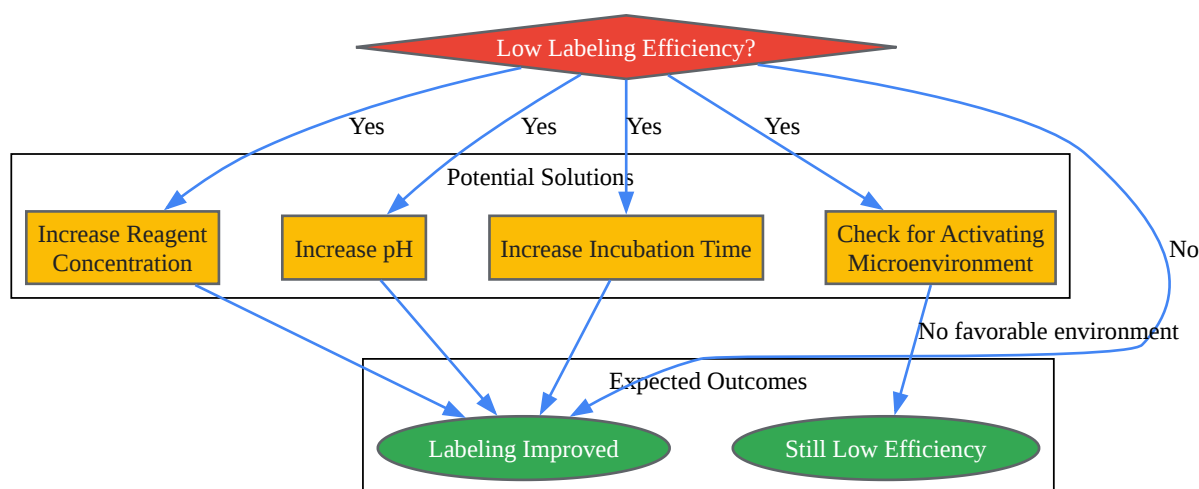 Low Labeling Efficiency?
Yes
Yes
Yes
Yes
Potential Solutions
Increase Reagent
Concentration
Increase pH
Increase Incubation Time
Check for Activating
Microenvironment
No
No favorable environment
Expected Outcomes
Labeling Improved
Still Low Efficiency